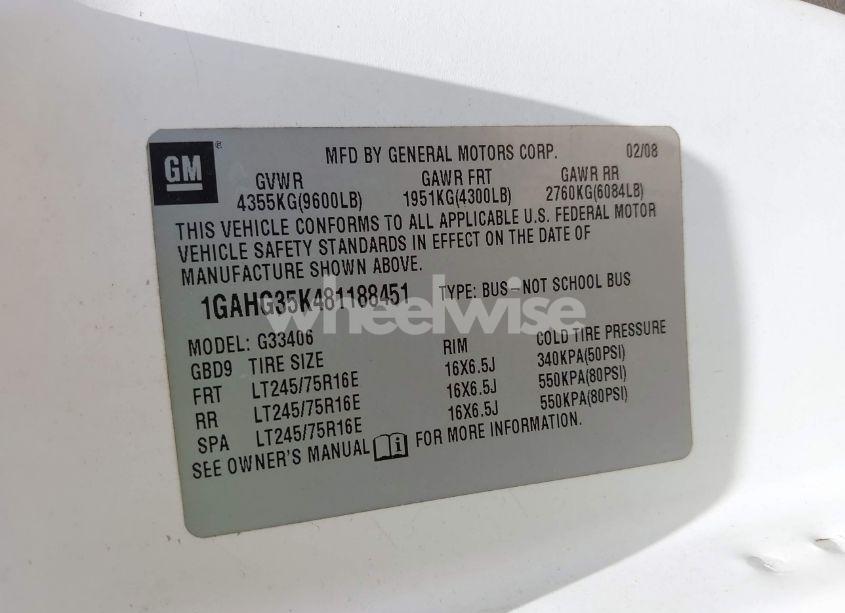 GM ®
MFD BY GENERAL MOTORS CORP. 02/08
GVWR GAWR FRT GAWR RR
4355KG(9600LB) 1951KG(4300LB) 2760KG(6084LB)
THIS VEHICLE CONFORMS TO ALL APPLICABLE U.S. FEDERAL MOTOR
VEHICLE SAFETY STANDARDS IN EFFECT ON THE DATE OF
MANUFACTURE SHOWN ABOVE.
1GAHG35K481188451 TYPE: BUS-NOT SCHOOL BUS
wheelwise
MODEL: G33406
GBD9 TIRE SIZE RIM COLD TIRE PRESSURE
FRT LT245/75R16E 16X6.5J 340KPA(50PSI)
RR LT245/75R16E 16X6.5J 550KPA(80PSI)
SPA LT245/75R16E 16X6.5J 550KPA(80PSI)
SEE OWNER'S MANUAL FOR MORE INFORMATION.